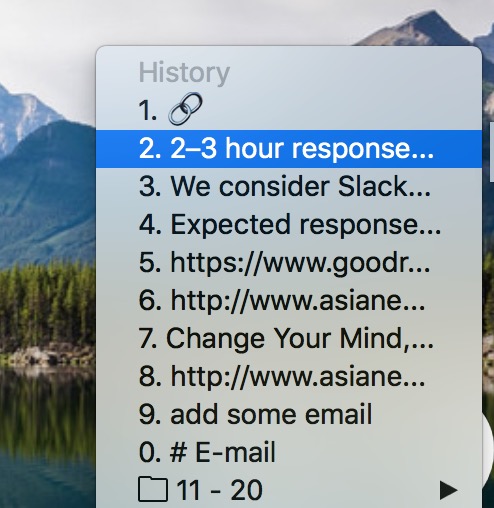 History
1. 🔗
2. 2–3 hour response...
3. We consider Slack...
4. Expected response...
5. https://www.goodr...
6. http://www.asiane...
7. Change Your Mind,...
8. http://www.asiane...
9. add some email
0. # E-mail
11 - 20